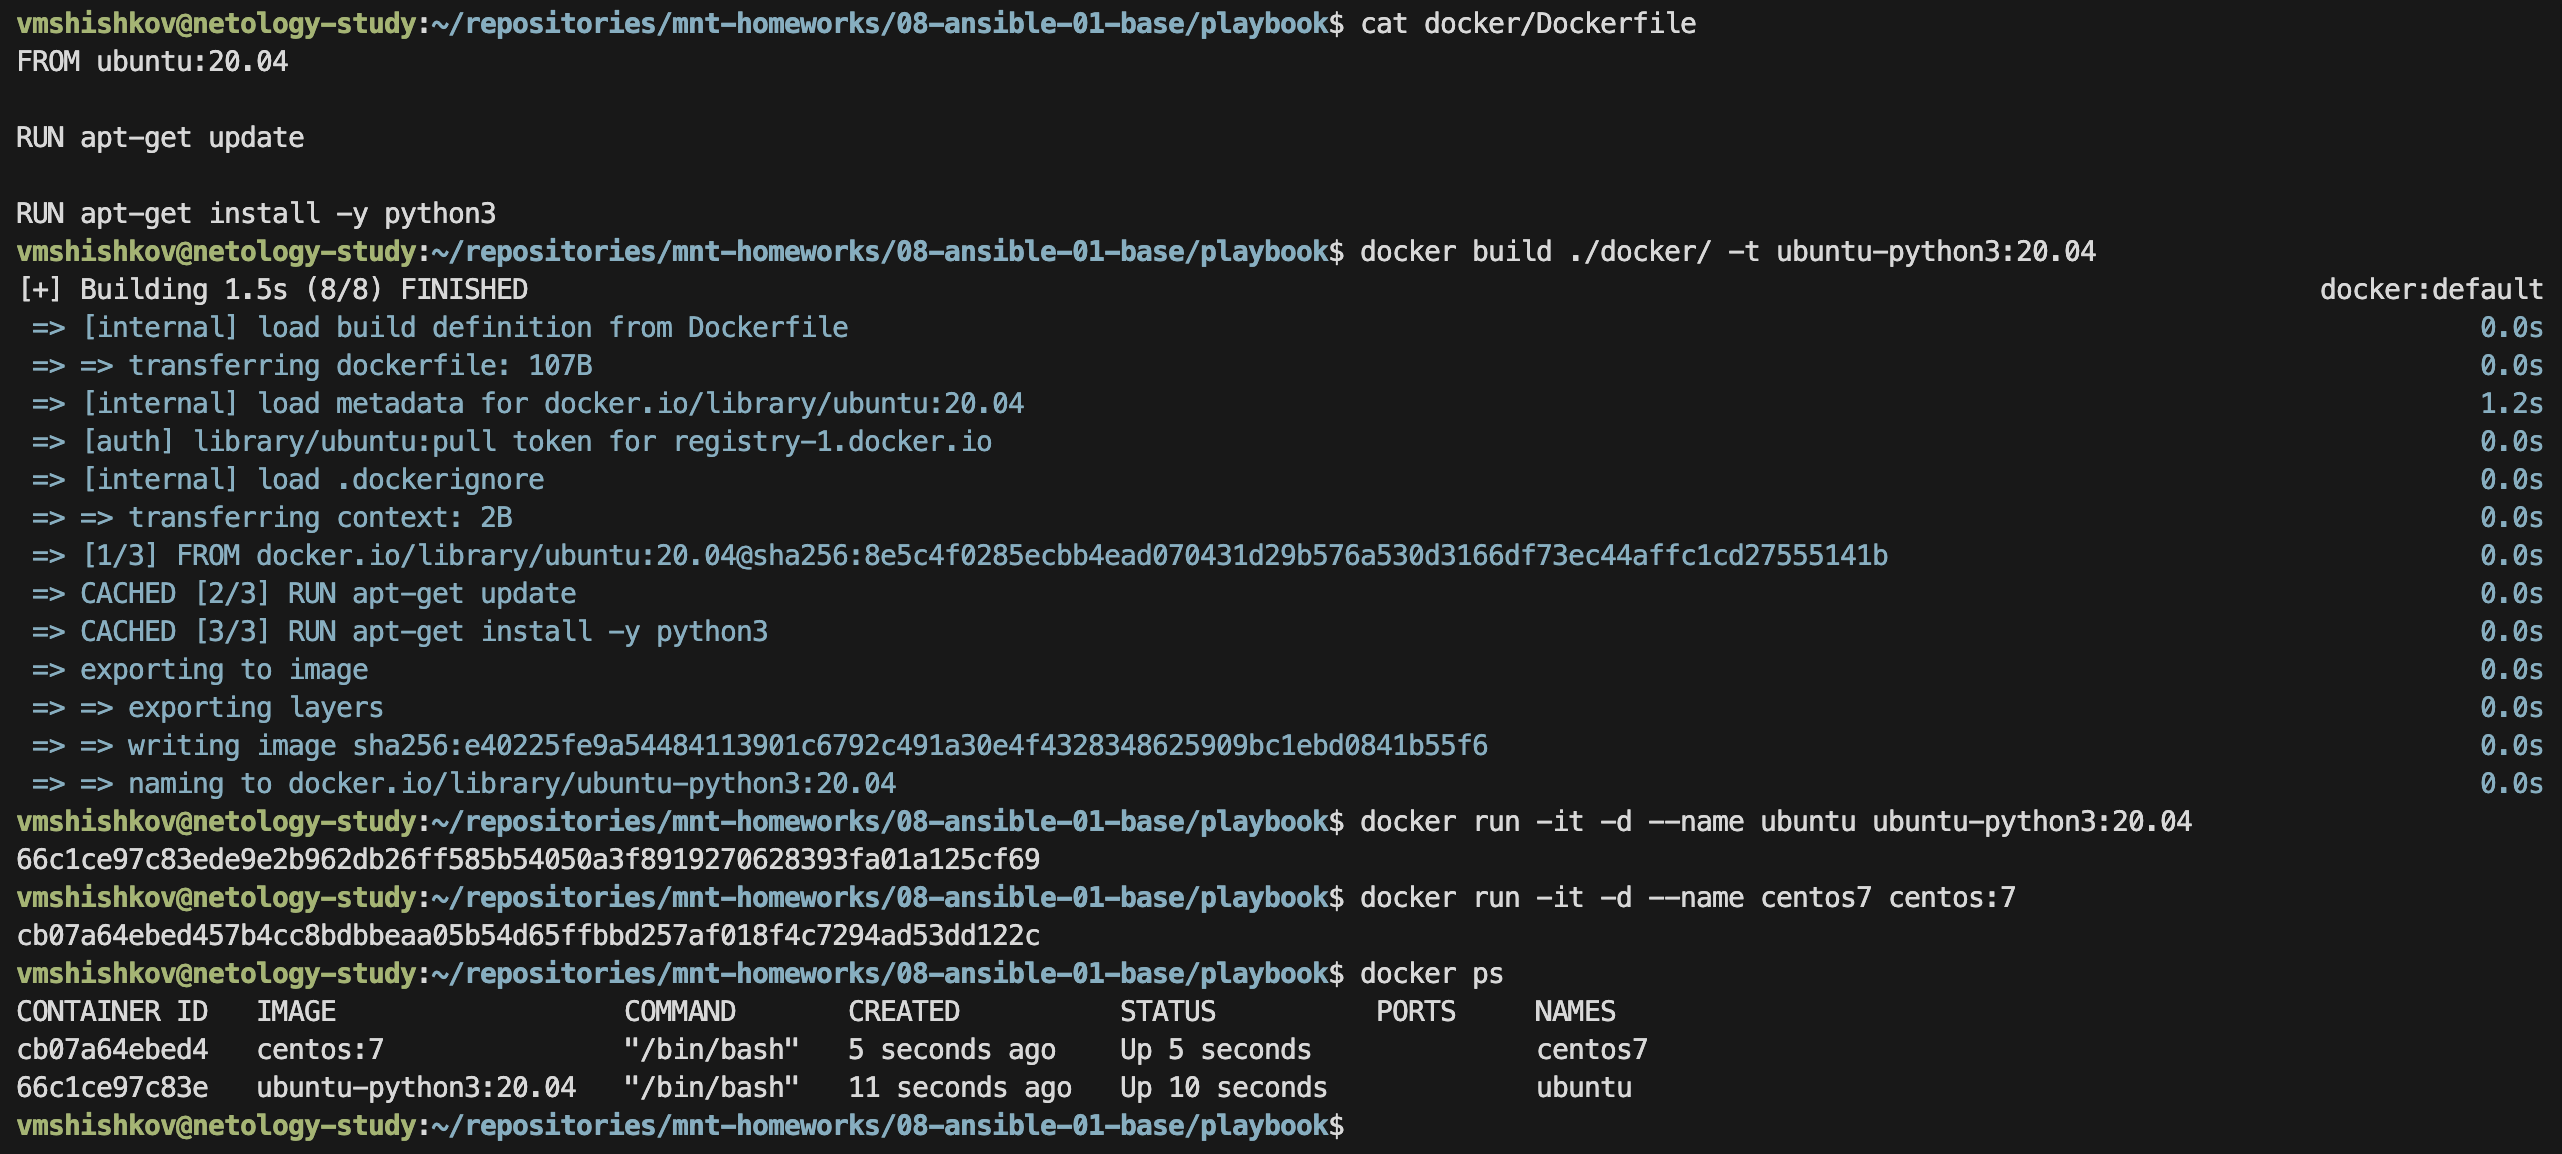 vmshishkov@netology-study:~/repositories/mnt-homeworks/08-ansible-01-base/playbook$ cat docker/Dockerfile
FROM ubuntu:20.04
RUN apt-get update
RUN apt-get install -y python3
vmshishkov@netology-study:~/repositories/mnt-homeworks/08-ansible-01-base/playbook$ docker build ./docker/ -t ubuntu-python3:20.04
[+] Building 1.5s (8/8) FINISHED docker:default
=> [internal] load build definition from Dockerfile 0.0s
=> => transferring dockerfile: 107B 0.0s
=> [internal] load metadata for docker.io/library/ubuntu:20.04 1.2s
=> [auth] library/ubuntu:pull token for registry-1.docker.io 0.0s
=> [internal] load .dockerignore 0.0s
=> => transferring context: 2B 0.0s
=> [1/3] FROM docker.io/library/ubuntu:20.04@sha256:8e5c4f0285ecbb4ead070431d29b576a530d3166df73ec44affc1cd27555141b 0.0s
=> CACHED [2/3] RUN apt-get update 0.0s
=> CACHED [3/3] RUN apt-get install -y python3 0.0s
=> exporting to image 0.0s
=> => exporting layers 0.0s
=> => writing image sha256:e40225fe9a54484113901c6792c491a30e4f4328348625909bc1ebd0841b55f6 0.0s
=> => naming to docker.io/library/ubuntu-python3:20.04 0.0s
vmshishkov@netology-study:~/repositories/mnt-homeworks/08-ansible-01-base/playbook$ docker run -it -d --name ubuntu ubuntu-python3:20.04
66c1ce97c83ede9e2b962db26ff585b54050a3f8919270628393fa01a125cf69
vmshishkov@netology-study:~/repositories/mnt-homeworks/08-ansible-01-base/playbook$ docker run -it -d --name centos7 centos:7
cb07a64ebed457b4cc8bdbbeaa05b54d65ffbbd257af018f4c7294ad53dd122c
vmshishkov@netology-study:~/repositories/mnt-homeworks/08-ansible-01-base/playbook$ docker ps
CONTAINER ID IMAGE COMMAND CREATED STATUS PORTS NAMES
cb07a64ebed4 centos:7 "/bin/bash" 5 seconds ago Up 5 seconds centos7
66c1ce97c83e ubuntu-python3:20.04 "/bin/bash" 11 seconds ago Up 10 seconds ubuntu
vmshishkov@netology-study:~/repositories/mnt-homeworks/08-ansible-01-base/playbook$